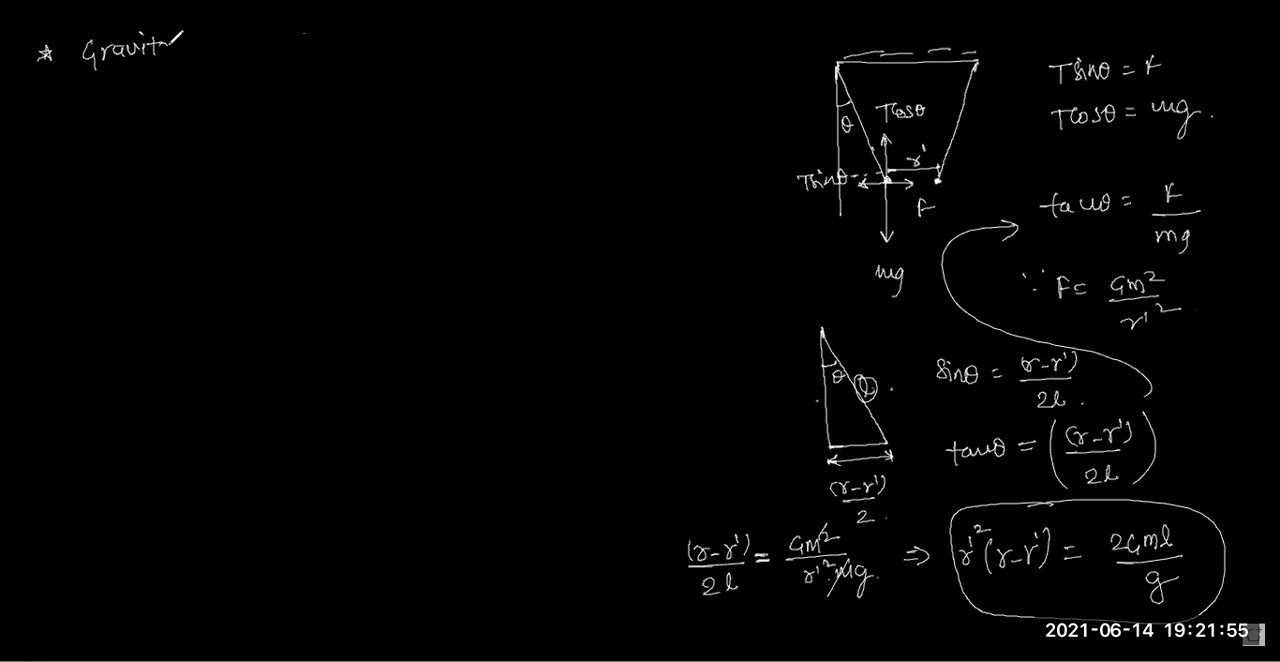 * Gravit
Tsinθ = F
Tcosθ = mg.
Tcosθ
θ
r'
Tsinθ
F
mg
tanθ = F/mg
∵ F = Gm²/r'²
θ
l
(r-r')/2
sinθ = (r-r')/2l
tanθ = ((r-r')/2l)
(r-r')/2l = Gm²/r'²mg ⇒ r'²(r-r') = 2Gml/g
2021-06-14 19:21:55